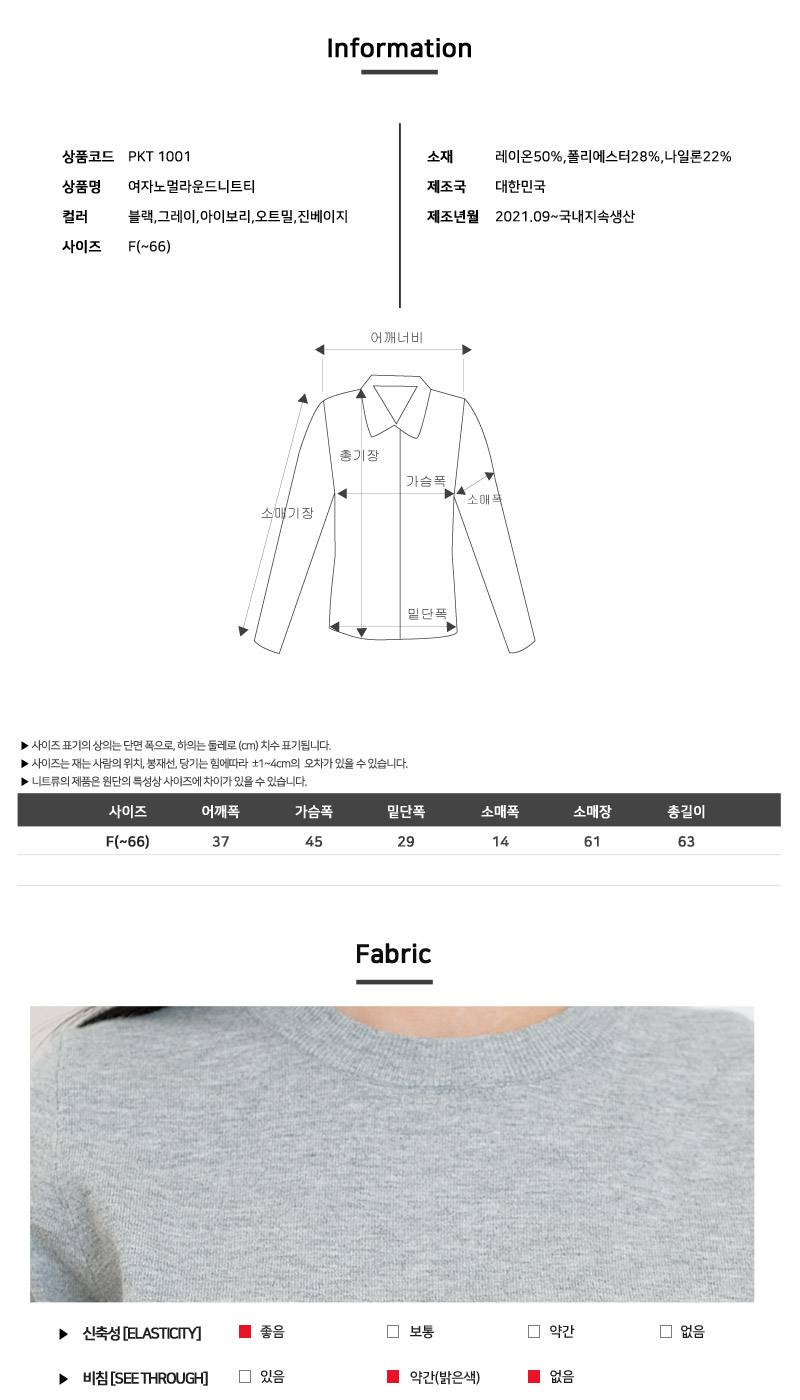 Information
상품코드 PKT 1001
상품명 여자노멀라운드니트티
컬러 블랙,그레이,아이보리,오트밀,진베이지
사이즈 F(~66)
소재 레이온50%,폴리에스터28%,나일론22%
제조국 대한민국
제조년월 2021.09~국내지속생산
어깨너비
총기장
가슴폭
소매폭
소매기장
밑단폭
▶ 사이즈 표기의 상의는 단면 폭으로, 하의는 둘레로 (cm) 치수 표기됩니다.
▶ 사이즈는 재는 사람의 위치, 봉재선, 당기는 힘에따라 ±1~4cm의 오차가 있을 수 있습니다.
▶ 니트류의 제품은 원단의 특성상 사이즈에 차이가 있을 수 있습니다.
사이즈 어깨폭 가슴폭 밑단폭 소매폭 소매장 총길이
F(~66) 37 45 29 14 61 63
Fabric
▶ 신축성 [ELASTICITY] 좋음 보통 약간 없음
▶ 비침 [SEE THROUGH] 있음 약간(밝은색) 없음